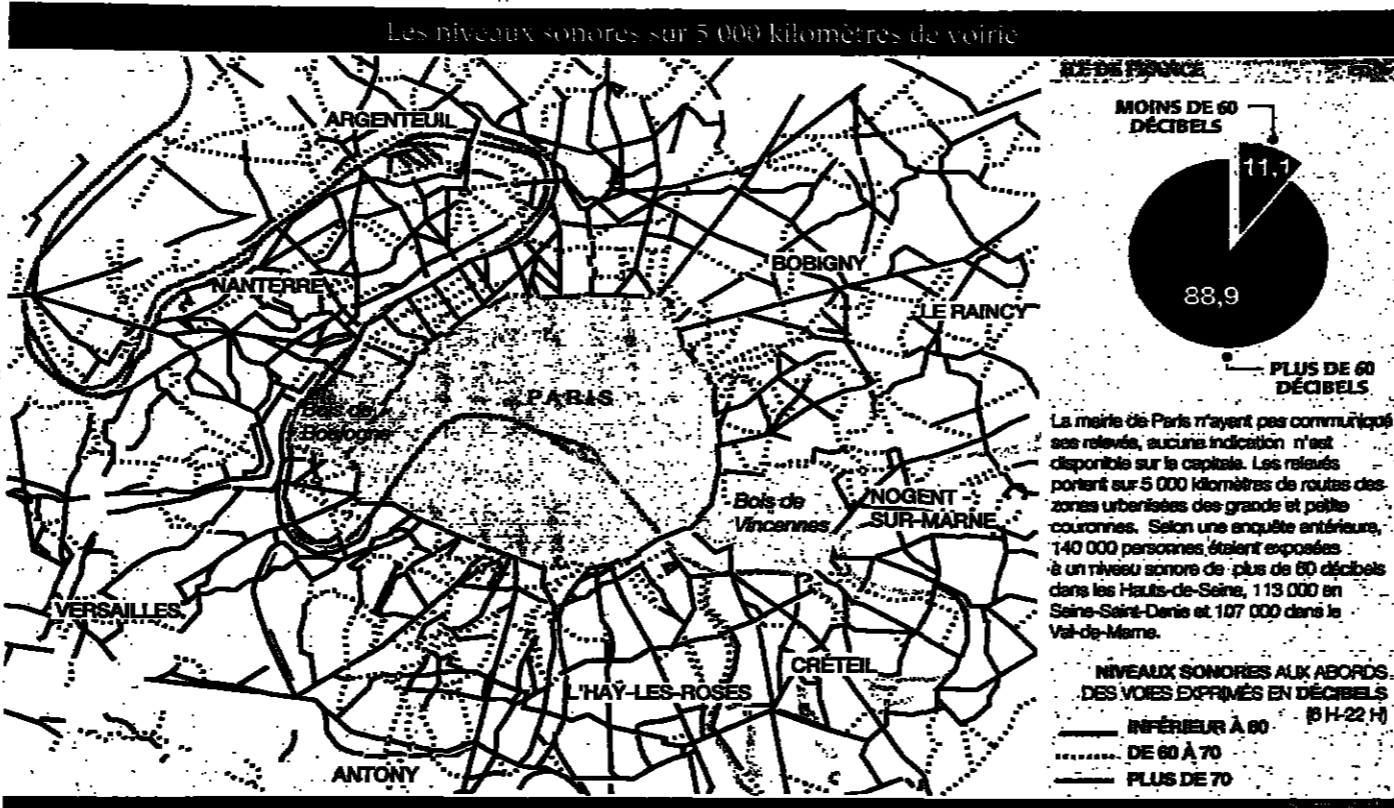 Les niveaux sonores sur 5 000 kilomètres de voirie
ILE DE FRANCE
MOINS DE 60
DÉCIBELS
11,1
88,9
PLUS DE 60
DÉCIBELS
ARGENTEUIL
NANTERRE
BOBIGNY
LE RAINCY
PARIS
Bois de
Boulogne
Bois de
Vincennes
NOGENT -
SUR-MARNE
VERSAILLES
CRÉTEIL
L'HAŸ-LES-ROSES
ANTONY
La mairie de Paris n'ayant pas communiqué
ses relevés, aucune indication n'est
disponible sur la capitale. Les relevés
portent sur 5 000 kilomètres de routes des
zones urbanisées des grande et petite
couronnes. Selon une enquête antérieure,
140 000 personnes étaient exposées
à un niveau sonore de plus de 60 décibels
dans les Hauts-de-Seine, 113 000 en
Seine-Saint-Denis et 107 000 dans le
Val-de-Marne.
NIVEAUX SONORES AUX ABORDS
DES VOIES EXPRIMÉS EN DÉCIBELS
(6 H-22 H)
INFÉRIEUR À 60
DE 60 À 70
PLUS DE 70